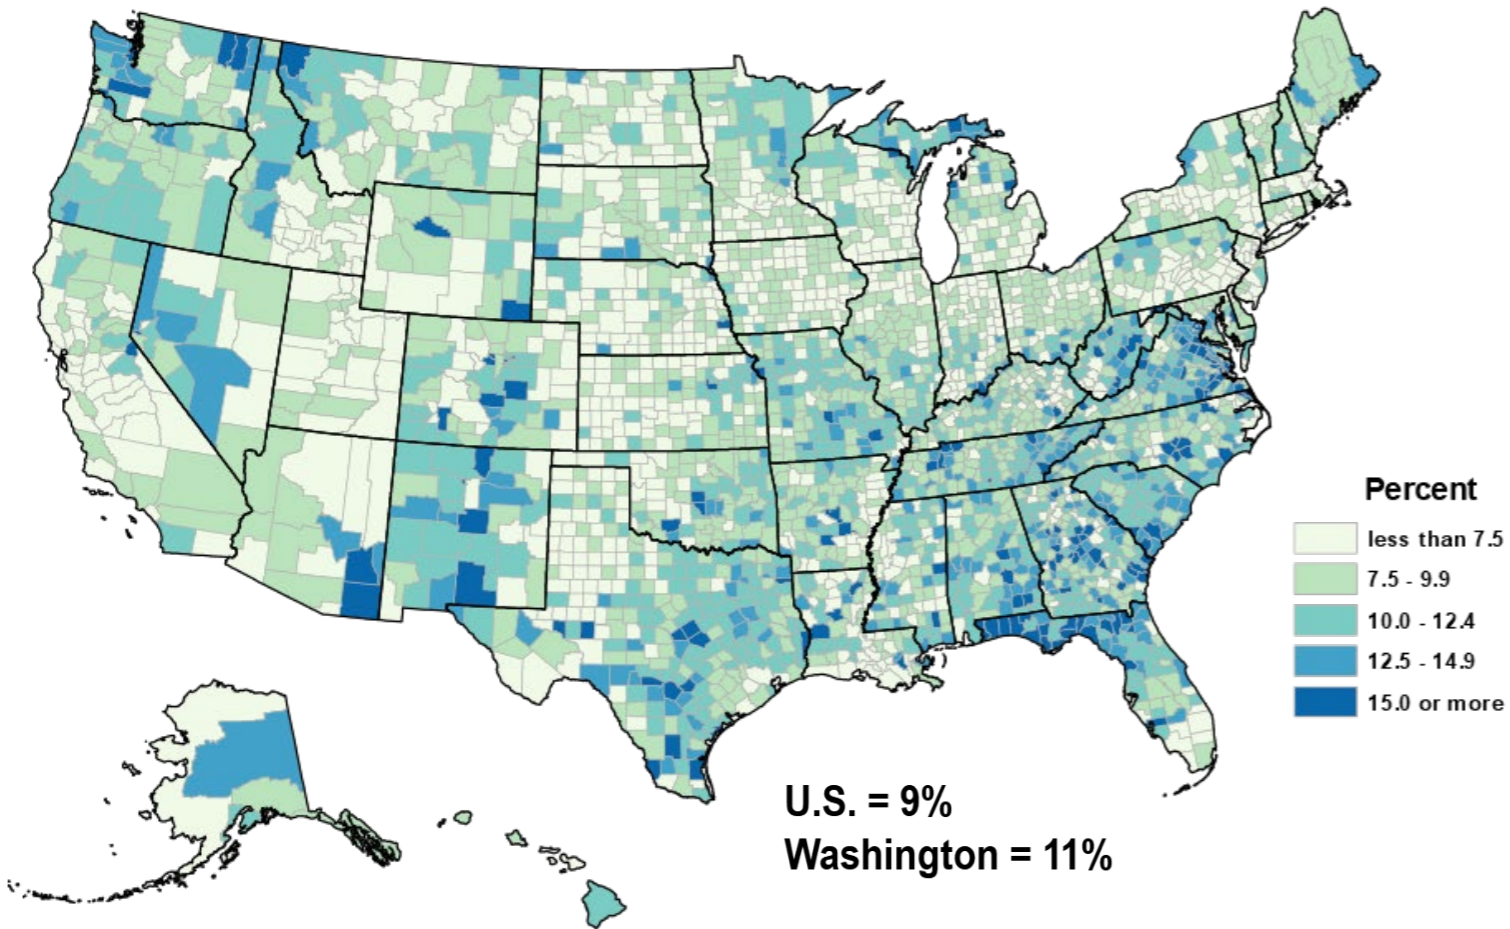 Percent
less than 7.5
7.5 - 9.9
10.0 - 12.4
12.5 - 14.9
15.0 or more
U.S. = 9%
Washington = 11%